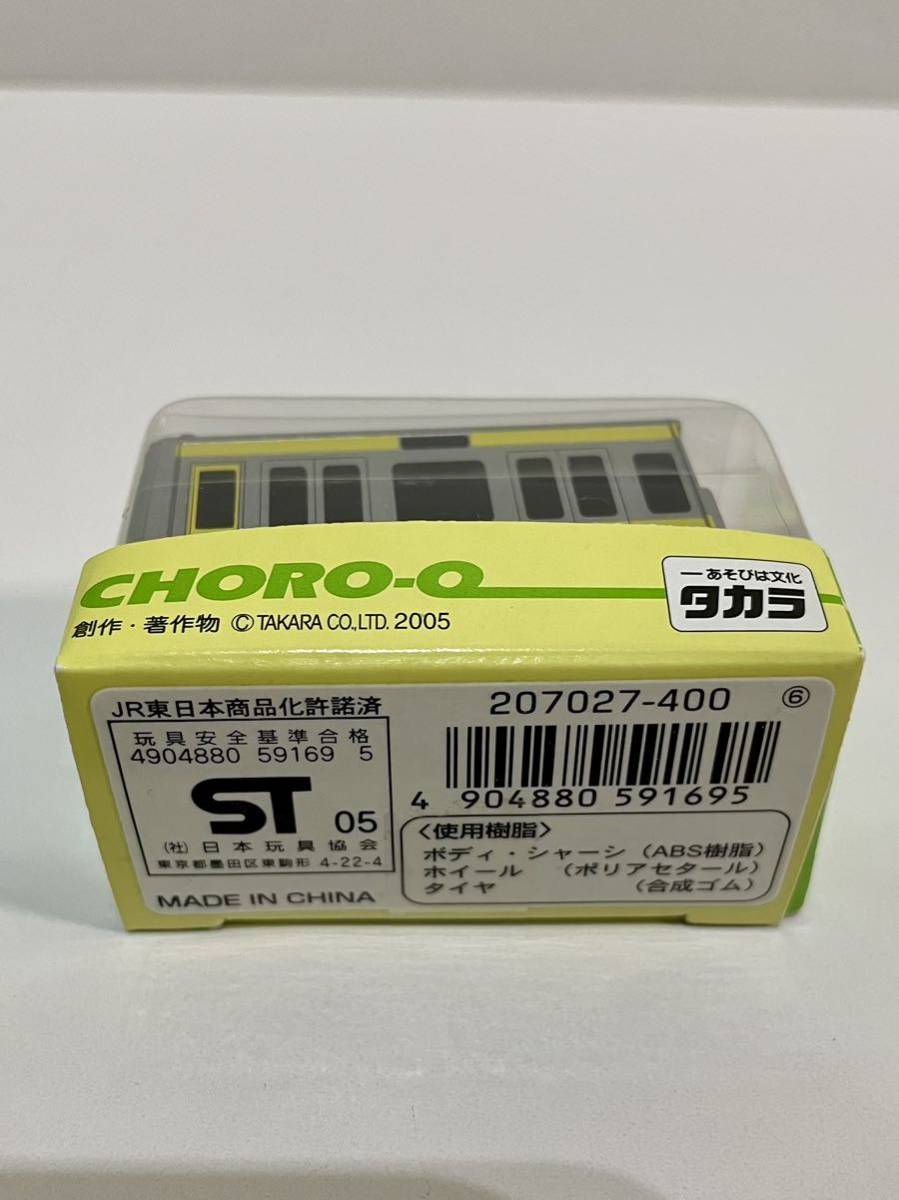 CHORO-Q
創作・著作物 ©TAKARA CO.,LTD. 2005
ーあそびは文化
タカラ
JR東日本商品化許諾済
玩具安全基準合格
4904880 59169 5
ST 05
(社)日本玩具協会
東京都墨田区東駒形 4-22-4
MADE IN CHINA
207027-400 ⑥
4 904880 591695
〈使用樹脂〉
ボディ・シャーシ(ABS樹脂)
ホイール (ポリアセタール)
タイヤ (合成ゴム)